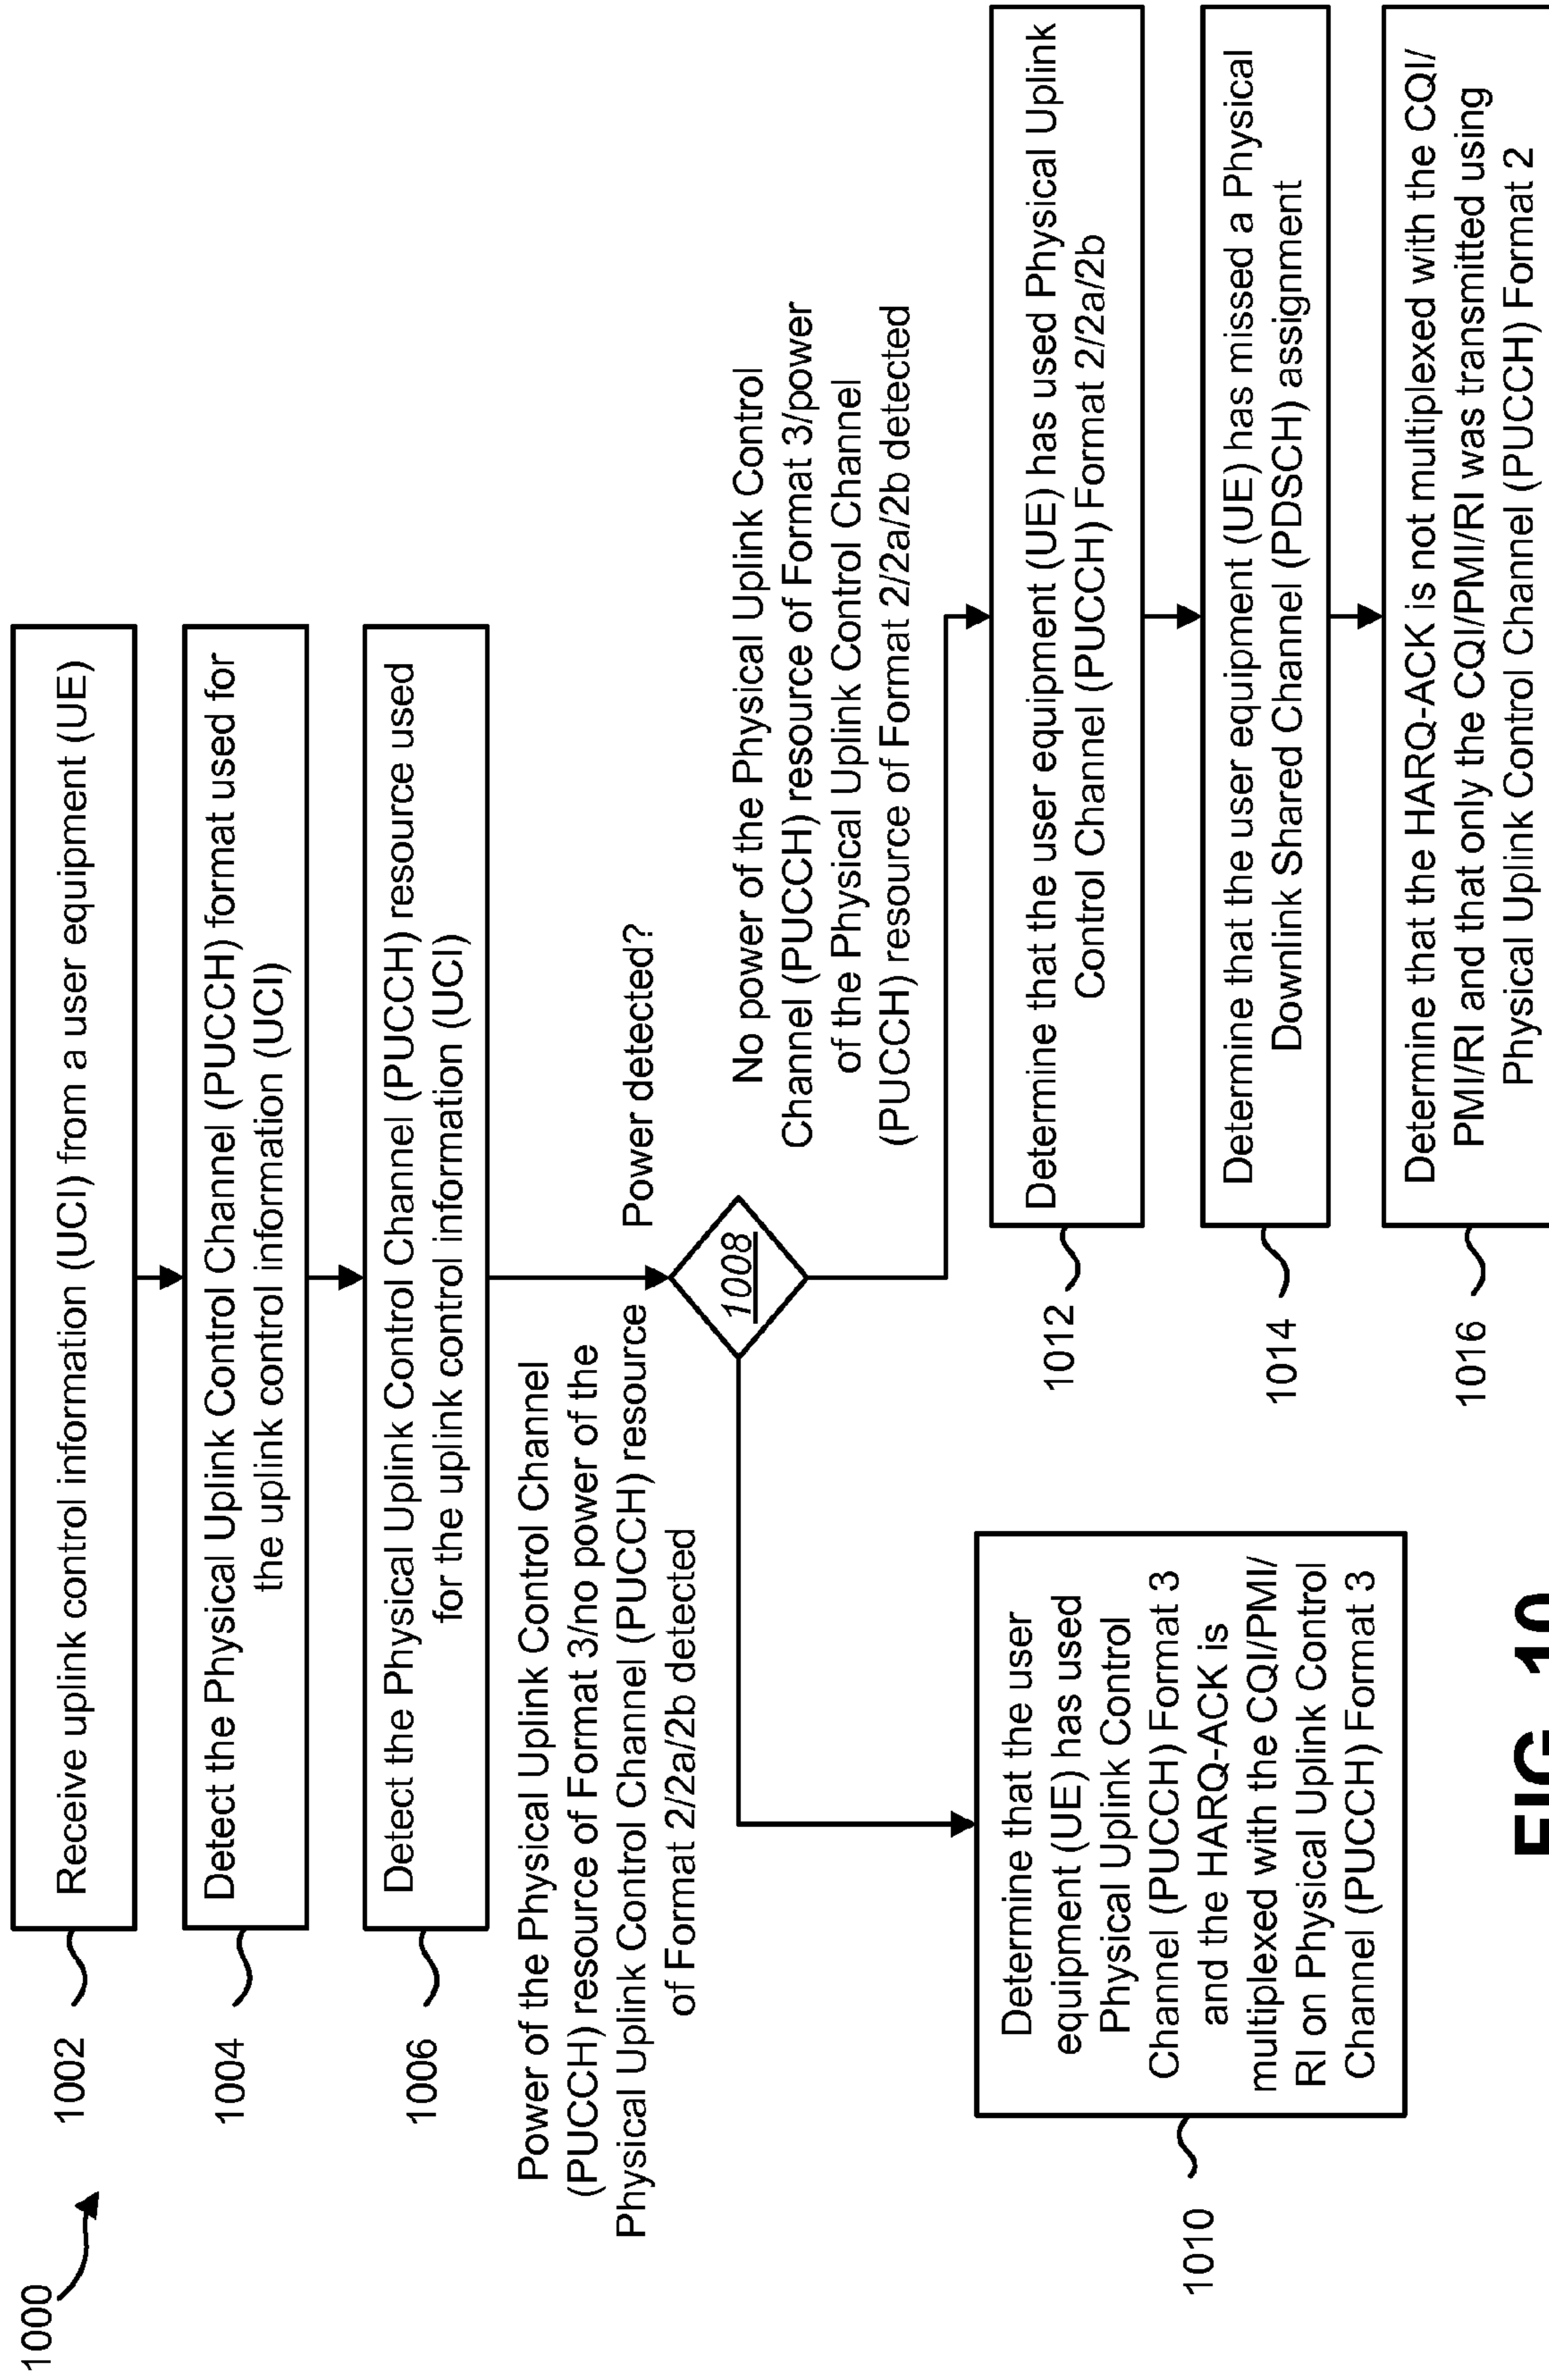 1000
1002
Receive uplink control information (UCI) from a user equipment (UE)
1004
Detect the Physical Uplink Control Channel (PUCCH) format used for
the uplink control information (UCI)
1006
Detect the Physical Uplink Control Channel (PUCCH) resource used
for the uplink control information (UCI)
Power of the Physical Uplink Control Channel
(PUCCH) resource of Format 3/no power of the
Physical Uplink Control Channel (PUCCH) resource
of Format 2/2a/2b detected
Power detected?
1008
No power of the Physical Uplink Control
Channel (PUCCH) resource of Format 3/power
of the Physical Uplink Control Channel
(PUCCH) resource of Format 2/2a/2b detected
1010
Determine that the user
equipment (UE) has used
Physical Uplink Control
Channel (PUCCH) Format 3
and the HARQ-ACK is
multiplexed with the CQI/PMI/
RI on Physical Uplink Control
Channel (PUCCH) Format 3
1012
Determine that the user equipment (UE) has used Physical Uplink
Control Channel (PUCCH) Format 2/2a/2b
1014
Determine that the user equipment (UE) has missed a Physical
Downlink Shared Channel (PDSCH) assignment
1016
Determine that the HARQ-ACK is not multiplexed with the CQI/
PMI/RI and that only the CQI/PMI/RI was transmitted using
Physical Uplink Control Channel (PUCCH) Format 2
FIG. 10